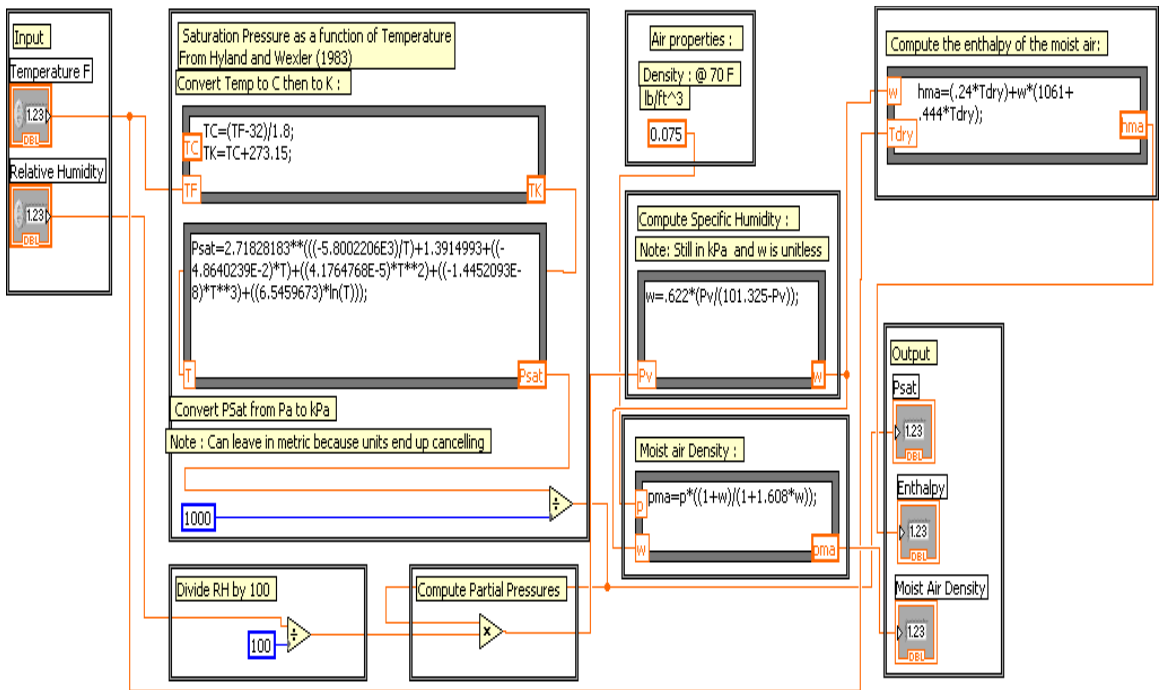 Input
Temperature F
1.23
DBL
Relative Humidity
1.23
DBL
Saturation Pressure as a function of Temperature
From Hyland and Wexler (1983)
Convert Temp to C then to K :
TC=(TF-32)/1.8;
TK=TC+273.15;
TC
TF
TK
Psat=2.71828183**(((-5.8002206E3)/T)+1.3914993+((-
4.8640239E-2)*T)+((4.1764768E-5)*T**2)+((-1.4452093E-
8)*T**3)+((6.5459673)*ln(T)));
T
Psat
Convert PSat from Pa to kPa
Note : Can leave in metric because units end up cancelling
1000
÷
Divide RH by 100
100
÷
Compute Partial Pressures
x
Air properties :
Density : @ 70 F
lb/ft^3
0.075
Compute Specific Humidity :
Note: Still in kPa and w is unitless
w=.622*(Pv/(101.325-Pv));
Pv
w
Moist air Density :
pma=p*((1+w)/(1+1.608*w));
p
w
pma
Compute the enthalpy of the moist air:
hma=(.24*Tdry)+w*(1061+
.444*Tdry);
w
Tdry
hma
Output
Psat
1.23
DBL
Enthalpy
1.23
DBL
Moist Air Density
1.23
DBL